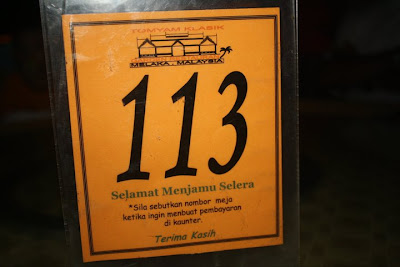 TOMYAM KLASIK
MELAKA . MALAYSIA
113
Selamat Menjamu Selera
*Sila sebutkan nombor meja
ketika ingin menbuat pembayaran
di kaunter.
Terima Kasih